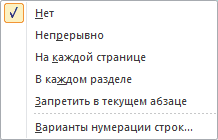 Нет
Непрерывно
На каждой странице
В каждом разделе
Запретить в текущем абзаце
Варианты нумерации строк...